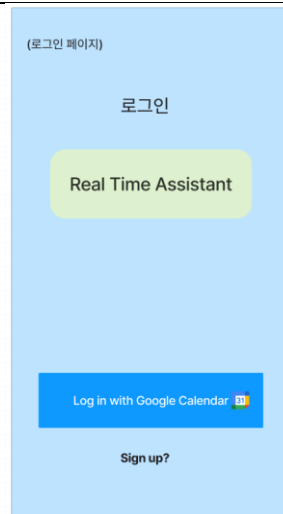 (로그인 페이지)
로그인
Real Time Assistant
Log in with Google Calendar 31
Sign up?